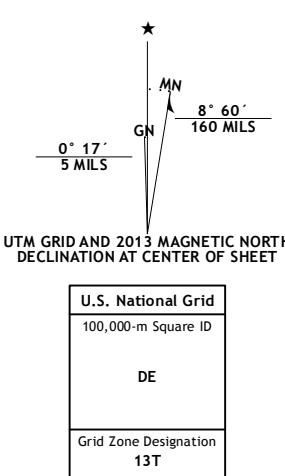 ★
MN
8° 60´
160 MILS
GN
0° 17´
5 MILS
UTM GRID AND 2013 MAGNETIC NORTH
DECLINATION AT CENTER OF SHEET
U.S. National Grid
100,000-m Square ID
DE
Grid Zone Designation
13T